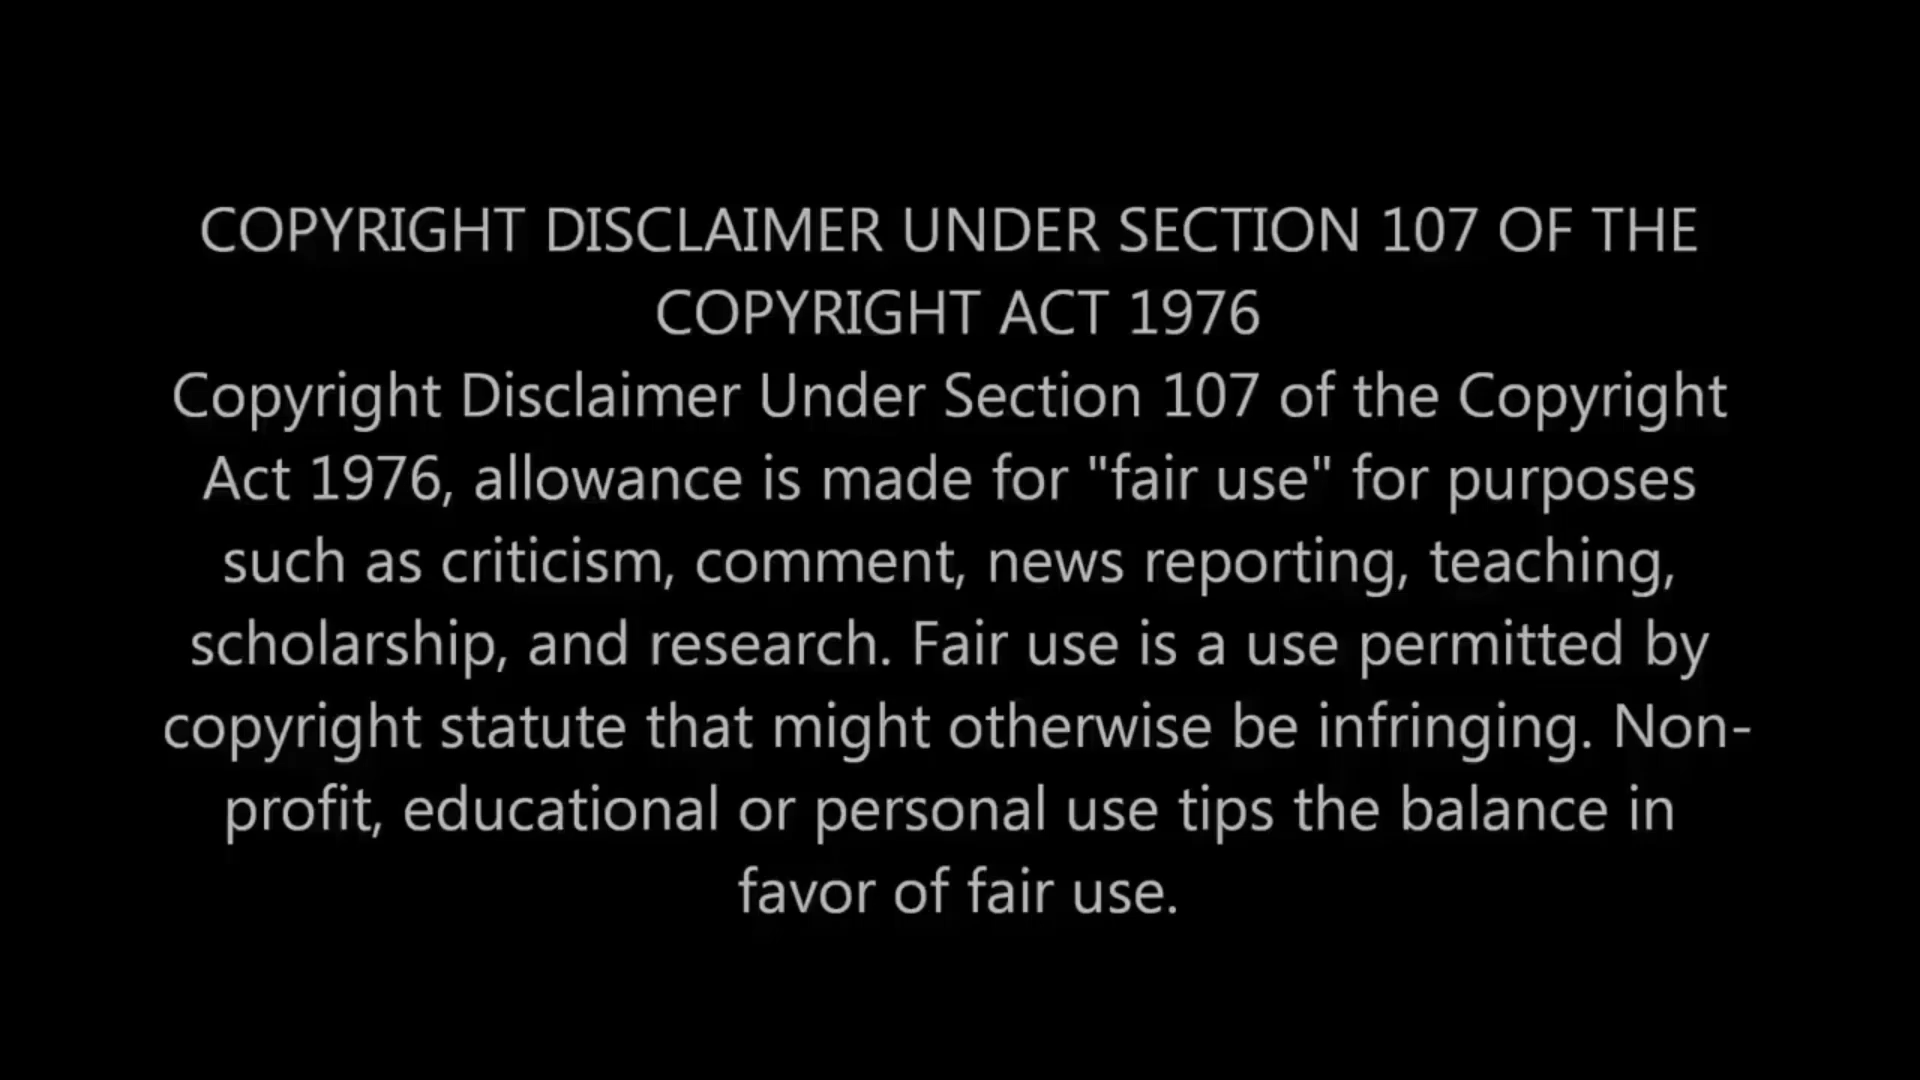 COPYRIGHT DISCLAIMER UNDER SECTION 107 OF THE
COPYRIGHT ACT 1976
Copyright Disclaimer Under Section 107 of the Copyright
Act 1976, allowance is made for "fair use" for purposes
such as criticism, comment, news reporting, teaching,
scholarship, and research. Fair use is a use permitted by
copyright statute that might otherwise be infringing. Non-
profit, educational or personal use tips the balance in
favor of fair use.